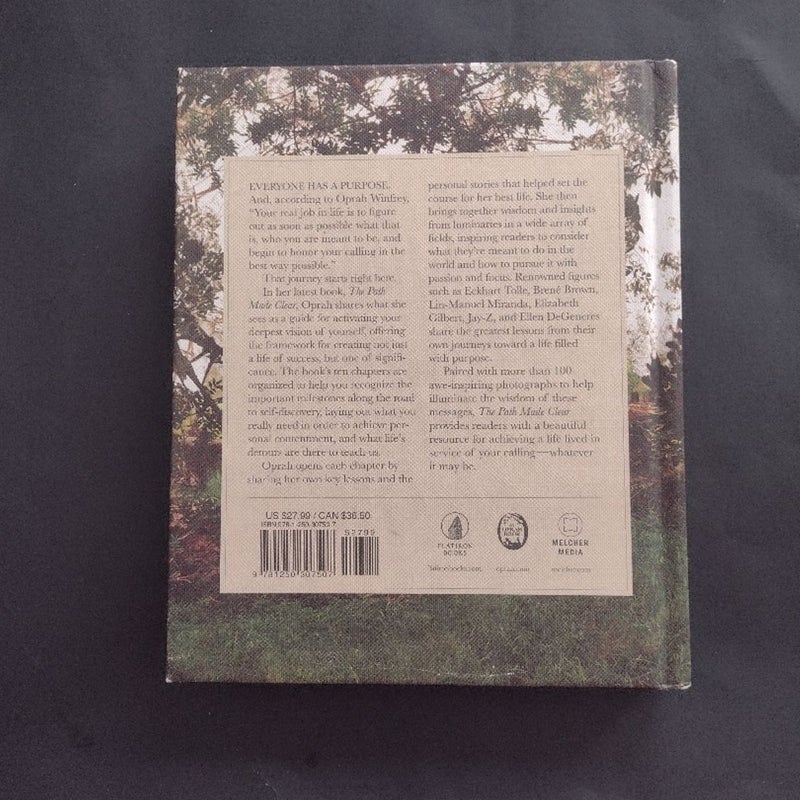 EVERYONE HAS A PURPOSE.
And, according to Oprah Winfrey,
"Your real job in life is to figure
out as soon as possible what that
is, who you are meant to be, and
begin to honor your calling in the
best way possible."
That journey starts right here.
In her latest book, The Path
Made Clear, Oprah shares what she
sees as a guide for activating your
deepest vision of yourself, offering
the framework for creating not just
a life of success, but one of signifi-
cance. The book's ten chapters are
organized to help you recognize the
important milestones along the road
to self-discovery, laying out what you
really need in order to achieve per-
sonal contentment, and what life's
detours are there to teach us.
Oprah opens each chapter by
sharing her own key lessons and the
personal stories that helped set the
course for her best life. She then
brings together wisdom and insights
from luminaries in a wide array of
fields, inspiring readers to consider
what they're meant to do in the
world and how to pursue it with
passion and focus. Renowned figures
such as Eckhart Tolle, Brené Brown,
Lin-Manuel Miranda, Elizabeth
Gilbert, Jay-Z, and Ellen DeGeneres
share the greatest lessons from their
own journeys toward a life filled
with purpose.
Paired with more than 100
awe-inspiring photographs to help
illuminate the wisdom of these
messages, The Path Made Clear
provides readers with a beautiful
resource for achieving a life lived in
service of your calling—whatever
it may be.
US $27.99 / CAN $36.50
ISBN 978-1-250-30750-7
52799
9 781250 307507
FLATIRON
BOOKS
MELCHER
MEDIA